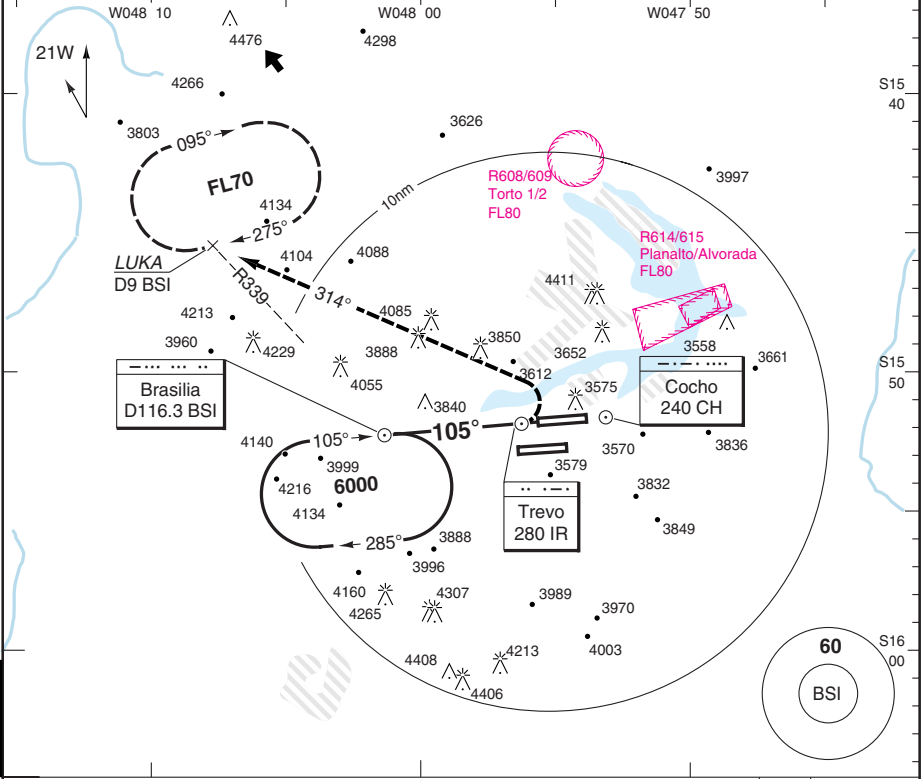 W048 10
W048 00
W047 50
4476
4298
21W
4266
S15
40
3803
095°
3626
FL70
3997
R608/609
Torto 1/2
FL80
10nm
4134
275°
R614/615
Planalto/Alvorada
FL80
LUKA
D9 BSI
4104
4088
R339
314°
4411
4213
4085
3960
4229
3888
3850
3652
3558
3661
S15
50
4055
3612
3575
Brasilia
D116.3 BSI
Cocho
240 CH
3840
105°
4140
105°
3570
3836
3999
4216
6000
3579
4134
3832
Trevo
280 IR
3849
285°
3888
3996
4160
4265
4307
3989
3970
4003
4213
4408
4406
S16
00
60
BSI